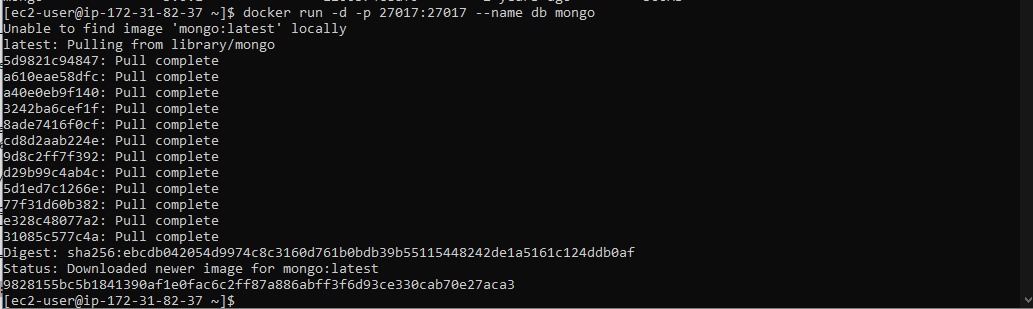 [ec2-user@ip-172-31-82-37 ~]$ docker run -d -p 27017:27017 --name db mongo
Unable to find image 'mongo:latest' locally
latest: Pulling from library/mongo
5d9821c94847: Pull complete
a610eae58dfc: Pull complete
a40e0eb9f140: Pull complete
3242ba6cef1f: Pull complete
8ade7416f0cf: Pull complete
cd8d2aab224e: Pull complete
9d8c2ff7f392: Pull complete
d29b99c4ab4c: Pull complete
5d1ed7c1266e: Pull complete
77f31d60b382: Pull complete
e328c48077a2: Pull complete
31085c577c4a: Pull complete
Digest: sha256:ebcdb042054d9974c8c3160d761b0bdb39b55115448242de1a5161c124ddb0af
Status: Downloaded newer image for mongo:latest
9828155bc5b1841390af1e0fac6c2ff87a886abff3f6d93ce330cab70e27aca3
[ec2-user@ip-172-31-82-37 ~]$